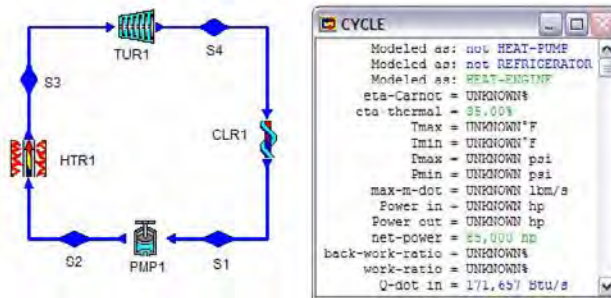 TUR1
S4
S3
HTR1
CLR1
S2
PMP1
S1
CYCLE
Modeled as: not HEAT-PUMP
Modeled as: not REFRIGERATOR
Modeled as: HEAT-ENGINE
eta-Carnot = UNKNOWN%
eta-thermal = 35.00%
Tmax = UNKNOWN°F
Tmin = UNKNOWN°F
Pmax = UNKNOWN psi
Pmin = UNKNOWN psi
max-m-dot = UNKNOWN lbm/s
Power in = UNKNOWN hp
Power out = UNKNOWN hp
net-power = 85,000 hp
back-work-ratio = UNKNOWN%
work-ratio = UNKNOWN%
Q-dot in = 171,657 Btu/s